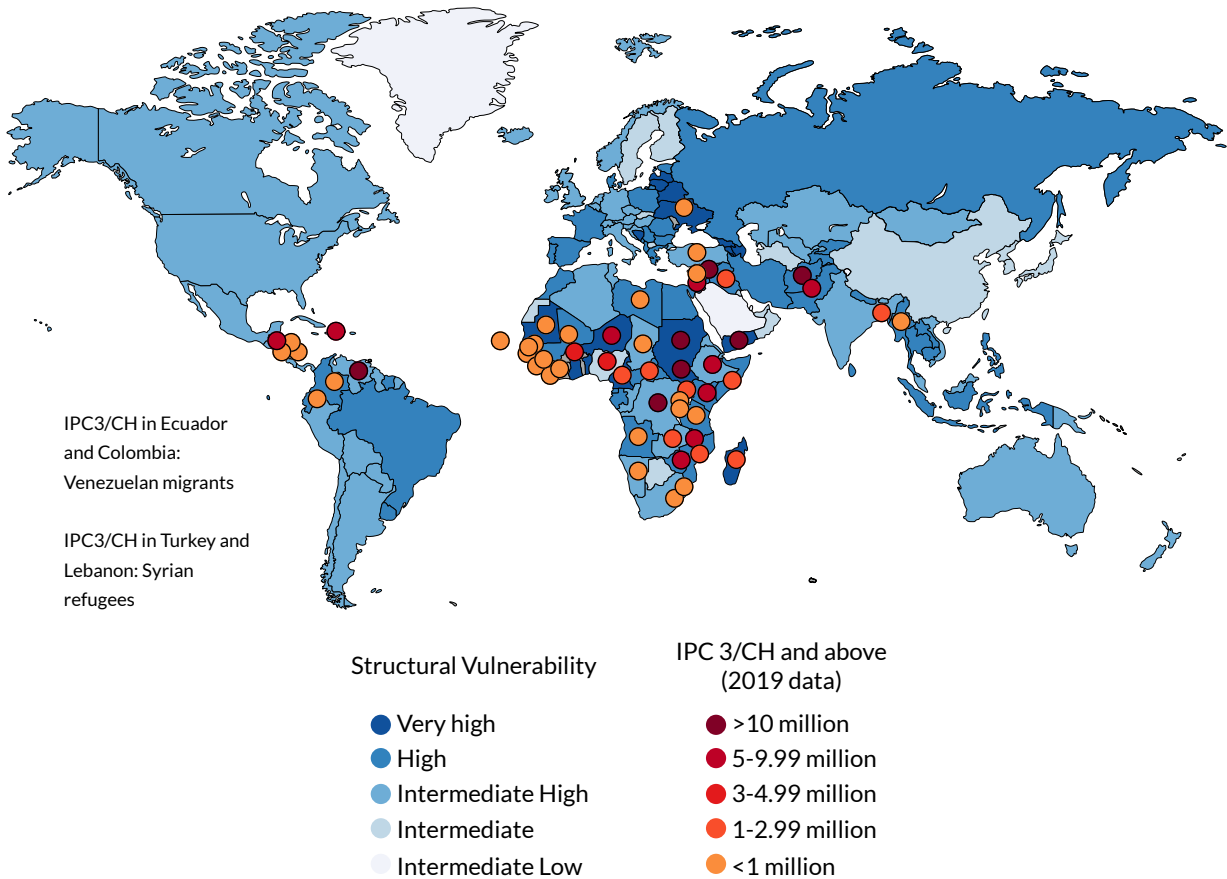 IPC3/CH in Ecuador
and Colombia:
Venezuelan migrants
IPC3/CH in Turkey and
Lebanon: Syrian
refugees
Structural Vulnerability
Very high
High
Intermediate High
Intermediate
Intermediate Low
IPC 3/CH and above
(2019 data)
>10 million
5-9.99 million
3-4.99 million
1-2.99 million
<1 million